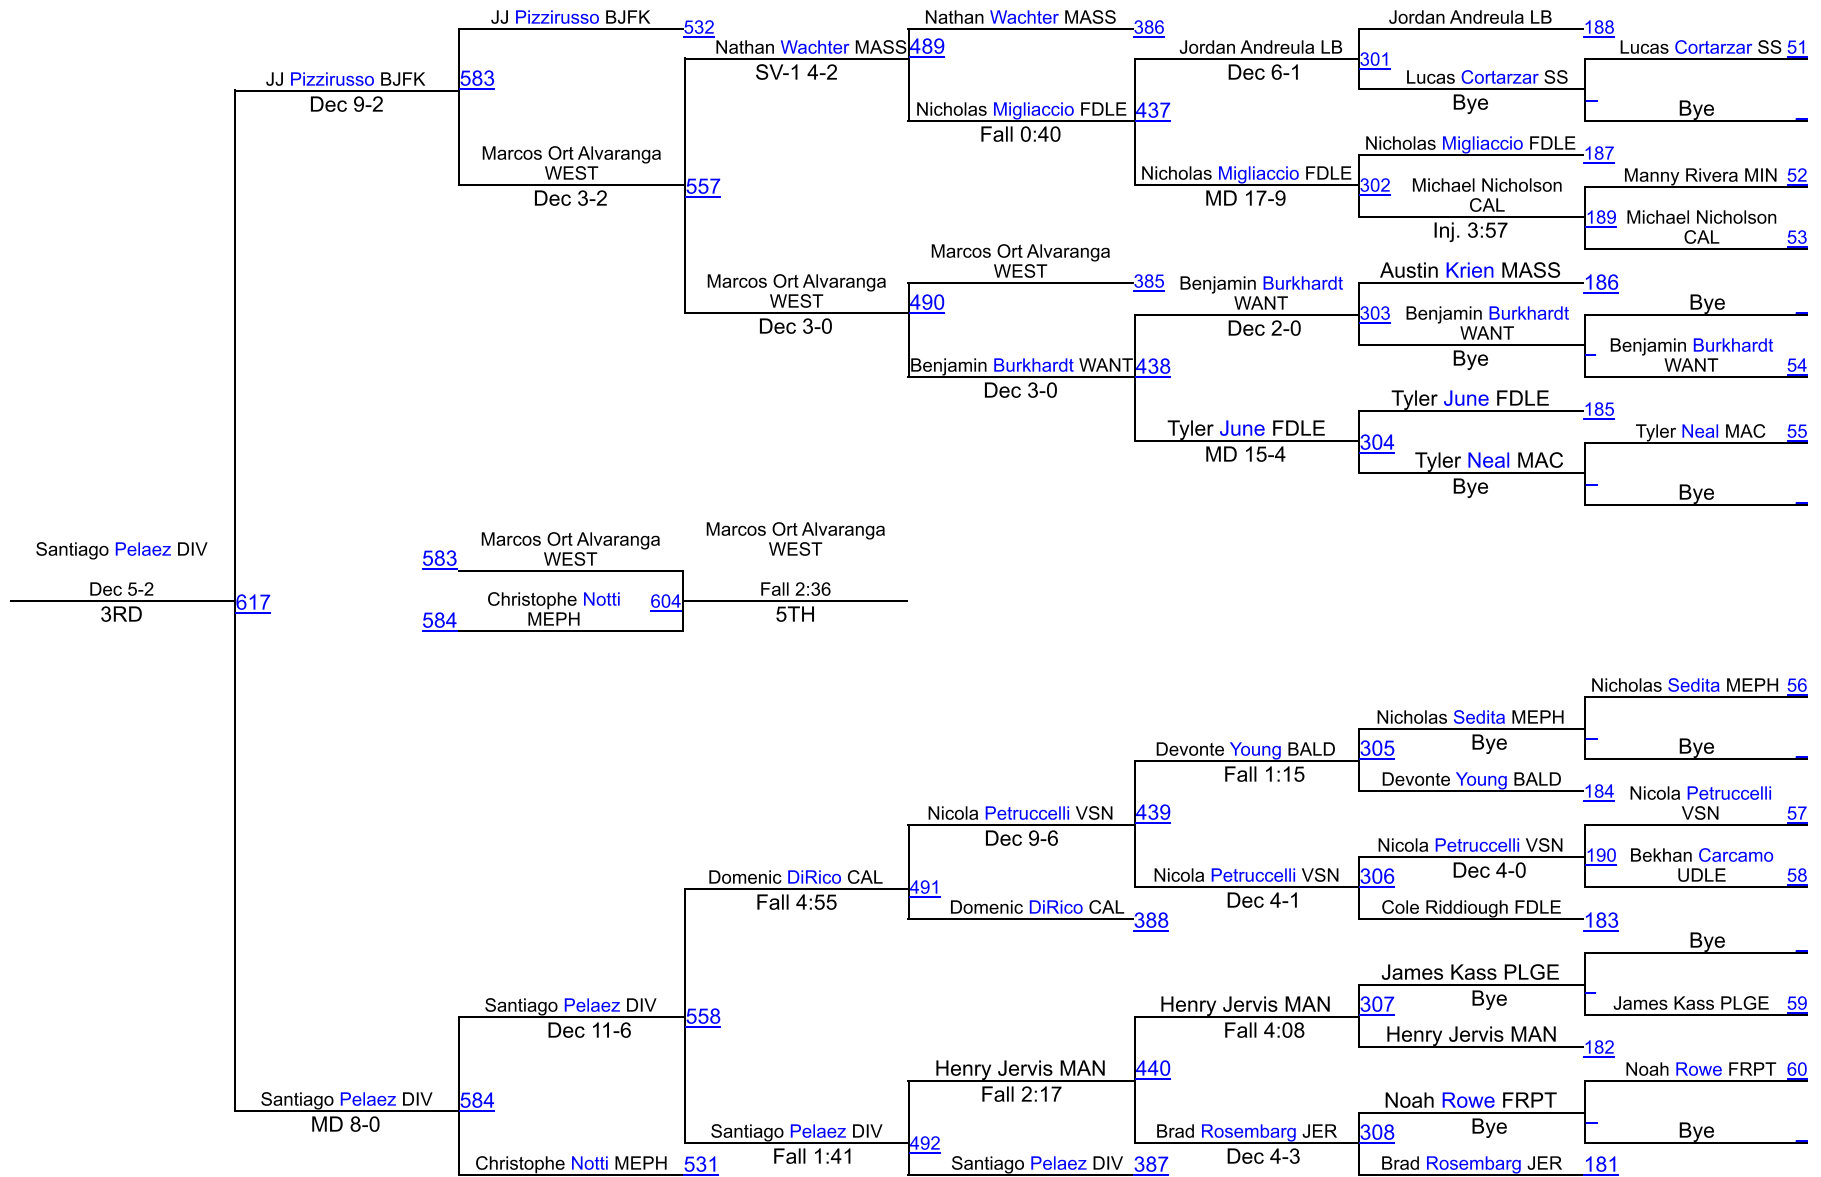 JJ Pizzirusso BJFK
532
Nathan Wachter MASS
386
Jordan Andreula LB
188
Nathan Wachter MASS
489
SV-1 4-2
Jordan Andreula LB
Dec 6-1
301
Lucas Cortarzar SS 51
Lucas Cortarzar SS
Bye
JJ Pizzirusso BJFK
583
Dec 9-2
Nicholas Migliaccio FDLE
437
Fall 0:40
Bye
Nicholas Migliaccio FDLE
187
Marcos Ort Alvaranga
WEST
557
Dec 3-2
Nicholas Migliaccio FDLE
302
MD 17-9
Michael Nicholson
CAL
Inj. 3:57
Manny Rivera MIN 52
189
Michael Nicholson
CAL
53
Marcos Ort Alvaranga
WEST
385
Austin Krien MASS
186
Marcos Ort Alvaranga
WEST
490
Dec 3-0
Benjamin Burkhardt
WANT
303
Dec 2-0
Benjamin Burkhardt
WANT
Bye
Bye
Benjamin Burkhardt
WANT
54
Benjamin Burkhardt WANT
438
Dec 3-0
Tyler June FDLE
185
Tyler June FDLE
304
MD 15-4
Tyler Neal MAC 55
Tyler Neal MAC
Bye
Bye
Santiago Pelaez DIV
Dec 5-2
617
3RD
583
Marcos Ort Alvaranga
WEST
Marcos Ort Alvaranga
WEST
584
Christophe Notti
MEPH
604
Fall 2:36
5TH
Nicholas Sedita MEPH 56
Nicholas Sedita MEPH
Bye
Bye
Devonte Young BALD
305
Fall 1:15
Devonte Young BALD
184
Nicola Petruccelli
VSN
57
Nicola Petruccelli VSN
439
Dec 9-6
Nicola Petruccelli VSN
190
Dec 4-0
Bekhan Carcamo
UDLE
58
Domenic DiRico CAL
491
Fall 4:55
Nicola Petruccelli VSN
306
Dec 4-1
Domenic DiRico CAL
388
Cole Riddiough FDLE
183
Bye
James Kass PLGE
Bye
James Kass PLGE 59
Santiago Pelaez DIV
558
Dec 11-6
Henry Jervis MAN
307
Fall 4:08
Henry Jervis MAN
182
Henry Jervis MAN
440
Fall 2:17
Noah Rowe FRPT 60
Santiago Pelaez DIV
584
MD 8-0
Noah Rowe FRPT
Bye
Bye
Santiago Pelaez DIV
492
Fall 1:41
Brad Rosembarg JER
308
Dec 4-3
Christophe Notti MEPH
531
Santiago Pelaez DIV
387
Brad Rosembarg JER
181